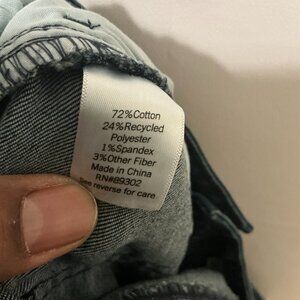 72%Cotton
24%Recycled
Polyester
1%Spandex
3%Other Fiber
Made in China
RN#89302
See reverse for care